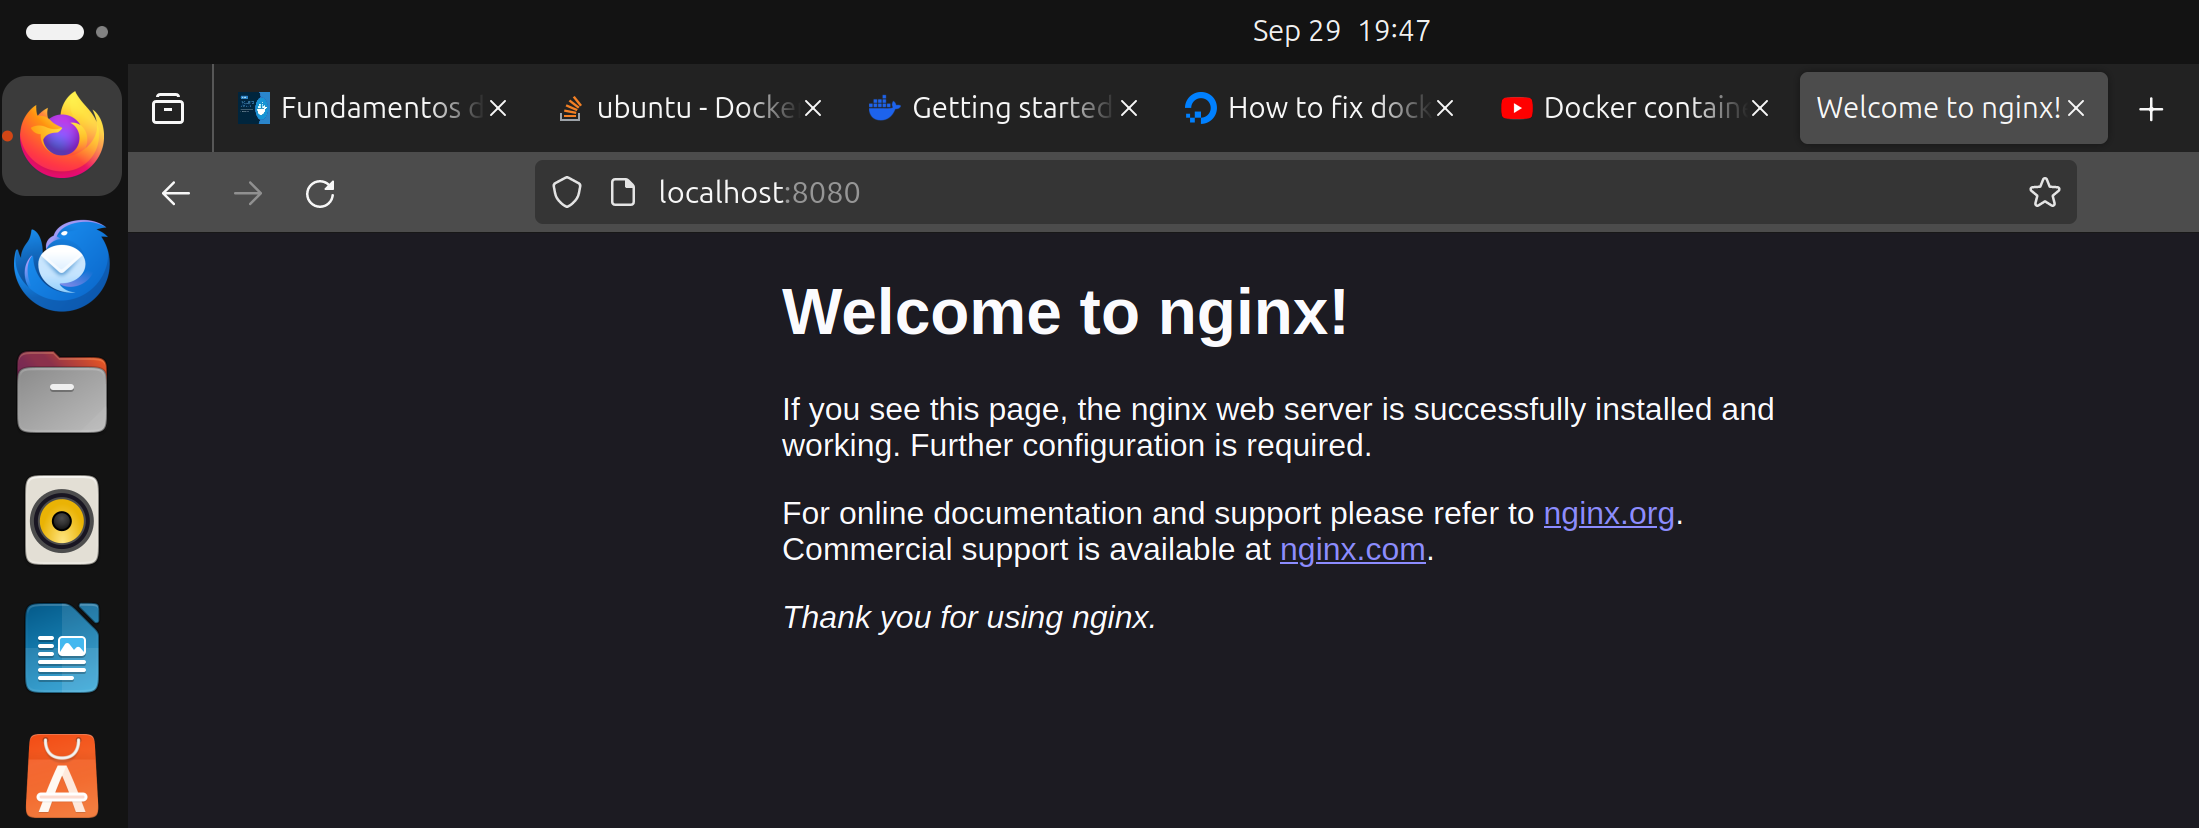 Sep 29 19:47
Fundamentos d
ubuntu - Docke
Getting started
How to fix dock
Docker contain
Welcome to nginx!
localhost:8080
Welcome to nginx!
If you see this page, the nginx web server is successfully installed and
working. Further configuration is required.
For online documentation and support please refer to nginx.org.
Commercial support is available at nginx.com.
Thank you for using nginx.